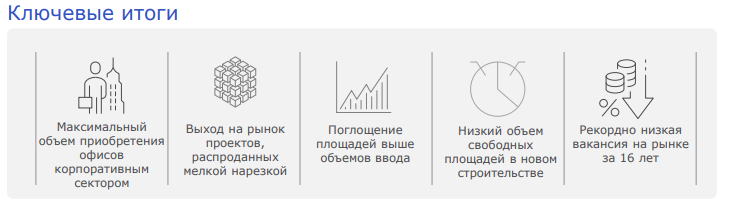 Ключевые итоги
Максимальный
объем приобретения
офисов
корпоративным
сектором
Выход на рынок
проектов,
распроданных
мелкой нарезкой
Поглощение
площадей выше
объемов ввода
Низкий объем
свободных
площадей в новом
строительстве
Рекордно низкая
вакансия на рынке
за 16 лет